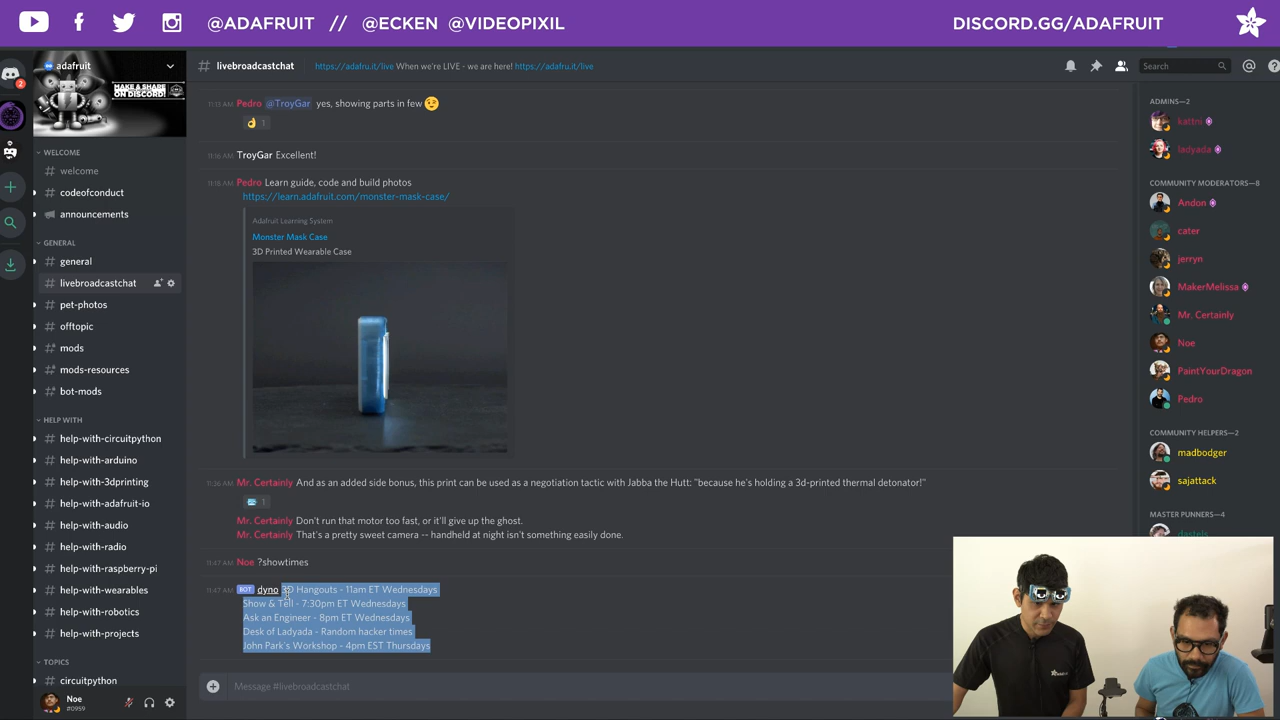 @ADAFRUIT // @ECKEN @VIDEOPIXIL
DISCORD.GG/ADAFRUIT
adafruit
MAKE A SHARE
ON DISCORD!
2
WELCOME
welcome
codeofconduct
announcements
GENERAL
# general
# livebroadcastchat
# pet-photos
# offtopic
# mods
# mods-resources
# bot-mods
HELP WITH
# help-with-circuitpython
# help-with-arduino
# help-with-3dprinting
# help-with-adafruit-io
# help-with-audio
# help-with-radio
# help-with-raspberry-pi
# help-with-wearables
# help-with-robotics
# help-with-projects
TOPICS
# circuitpython
Noe
#0959
# livebroadcastchat
https://adafru.it/live When we're LIVE - we are here! https://adafru.it/live
Search
11:13 AM Pedro @TroyGar yes, showing parts in few
1
11:16 AM TroyGar Excellent!
11:18 AM Pedro Learn guide, code and build photos
https://learn.adafruit.com/monster-mask-case/
Adafruit Learning System
Monster Mask Case
3D Printed Wearable Case
11:36 AM Mr. Certainly And as an added side bonus, this print can be used as a negotiation tactic with Jabba the Hutt: "because he's holding a 3d-printed thermal detonator!"
1
Mr. Certainly Don't run that motor too fast, or it'll give up the ghost.
Mr. Certainly That's a pretty sweet camera -- handheld at night isn't something easily done.
11:47 AM Noe ?showtimes
11:47 AM BOT dyno 3D Hangouts - 11am ET Wednesdays
Show & Tell - 7:30pm ET Wednesdays
Ask an Engineer - 8pm ET Wednesdays
Desk of Ladyada - Random hacker times
John Park's Workshop - 4pm EST Thursdays
Message #livebroadcastchat
ADMINS—2
kattni
ladyada
COMMUNITY MODERATORS—8
Andon
cater
jerryn
MakerMelissa
Mr. Certainly
Noe
PaintYourDragon
Pedro
COMMUNITY HELPERS—2
madbodger
sajattack
MASTER PUNNERS—4
dastels